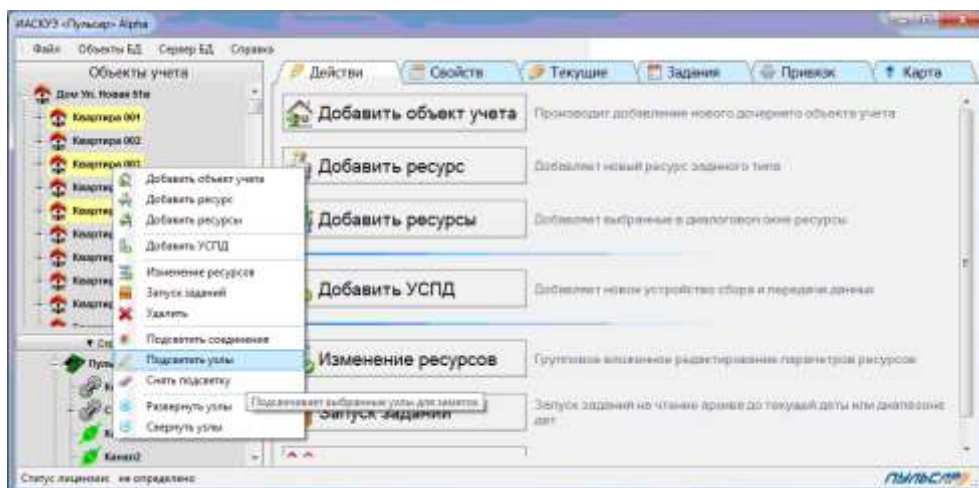 ИАСКУЭ «Пульсар» Alpha
Файл Объекты БД Сервер БД Справка
Объекты учета
Действи Свойств Текущие Задания Привязк Карта
Дом Ул. Новая 51в
Квартира 001
Квартира 002
Квартира 003
Добавить объект учета
Добавить ресурс
Добавить ресурсы
Добавить УСПД
Изменение ресурсов
Запуск заданий
Удалить
Подсветить соединения
Подсветить узлы
Снять подсветку
Развернуть узлы
Свернуть узлы
Подсвечивает выбранные узлы для заметок
Канал2
Добавить объект учета Производит добавление нового дочернего объекта учета
Добавить ресурс Добавляет новый ресурс заданного типа
Добавить ресурсы Добавляет выбранные в диалоговом окне ресурсы
Добавить УСПД Добавляет новое устройство сбора и передачи данных
Изменение ресурсов Групповое вложенное редактирование параметров ресурсов
Запуск заданий Запуск задания на чтение архива до текущей даты или диапазона дат
Статус лицензии: не определено
ПУЛЬСАР